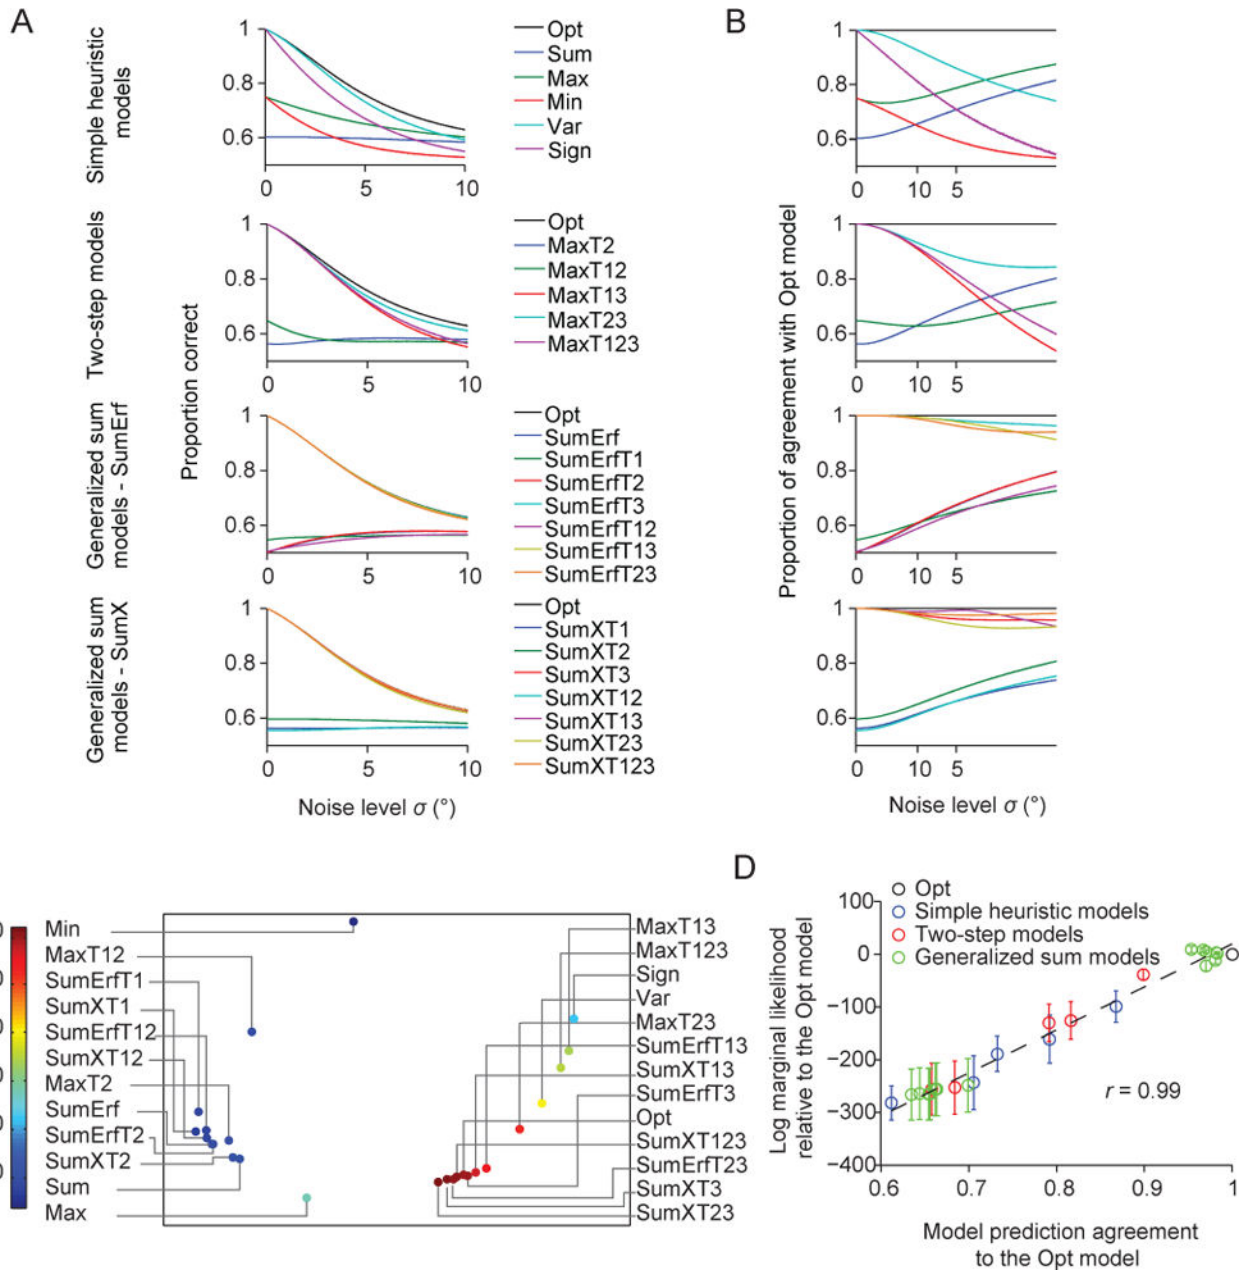 A
B
Simple heuristic
models
1
0.8
0.6
0
5
10
Opt
Sum
Max
Min
Var
Sign
1
0.8
0.6
0
10
5
Two-step models
1
0.8
0.6
0
5
10
Opt
MaxT2
MaxT12
MaxT13
MaxT23
MaxT123
1
0.8
0.6
0
10
5
Proportion correct
Proportion of agreement with Opt model
Generalized sum
models - SumErf
1
0.8
0.6
0
5
10
Opt
SumErf
SumErfT1
SumErfT2
SumErfT3
SumErfT12
SumErfT13
SumErfT23
1
0.8
0.6
0
10
5
Generalized sum
models - SumX
1
0.8
0.6
0
5
10
Opt
SumXT1
SumXT2
SumXT3
SumXT12
SumXT13
SumXT23
SumXT123
1
0.8
0.6
0
10
5
Noise level σ (°)
Noise level σ (°)
0
0
0
0
0
0
Min
MaxT12
SumErfT1
SumXT1
SumErfT12
SumXT12
MaxT2
SumErf
SumErfT2
SumXT2
Sum
Max
MaxT13
MaxT123
Sign
Var
MaxT23
SumErfT13
SumXT13
SumErfT3
Opt
SumXT123
SumErfT23
SumXT3
SumXT23
D
Log marginal likelihood
relative to the Opt model
100
0
−100
−200
−300
−400
Opt
Simple heuristic models
Two-step models
Generalized sum models
r = 0.99
0.6
0.7
0.8
0.9
1
Model prediction agreement
to the Opt model